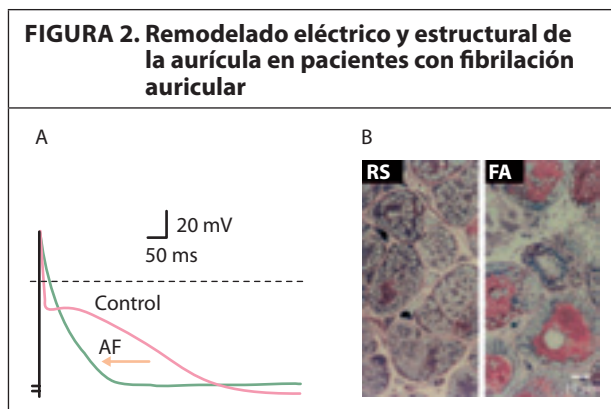 FIGURA 2. Remodelado eléctrico y estructural de
la aurícula en pacientes con fibrilación
auricular
A
B
RS
FA
20 mV
50 ms
Control
AF